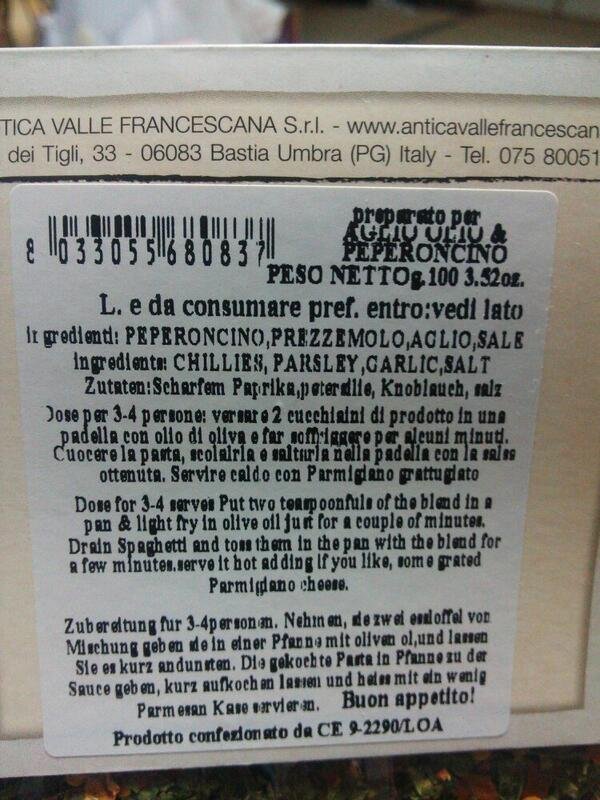 TICA VALLE FRANCESCANA S.r.l. - www.anticavallefrancescan
dei Tigli, 33 - 06083 Bastia Umbra (PG) Italy - Tel. 075 80051
preparato per
AGLIO OLIO &
PEPERONCINO
8 033055 680837
PESO NETTOg.100 3.52oz.
L. e da consumare pref. entro:vedi lato
Ingredienti: PEPERONCINO,PREZZEMOLO,AGLIO,SALE
ingredients: CHILLIES, PARSLEY,GARLIC,SALT
Zutaten:Scharfem Paprika,petersilie, Knoblauch, salz
Dose per 3-4 persone: versare 2 cucchiaini di prodotto in una
padella con olio di oliva e far soffriggere per alcuni minuti.
Cuocere la pasta, scolarla e saltarla nella padella con la salsa
ottenuta. Servire caldo con Parmigiano grattugiato
Dose for 3-4 serves Put two teaspoonfuls of the blend in a
pan & light fry in olive oil just for a couple of minutes.
Drain Spaghetti and toss them in the pan with the blend for
a few minutes.serve it hot adding if you like, some grated
Parmigiano cheese.
Zubereitung fur 3-4personen. Nehmen, sie zwei essloffel von
Mischung geben sie in einer Pfanne mit oliven ol,und lassen
Sie es kurz andunsten. Die gekochte Pasta in Pfanne zu der
Sauce geben, kurz aufkochen lassen und heiss mit ein wenig
Parmesan Kase servieren. Buon appetito!
Prodotto confezionato da CE 9-2290/LOA